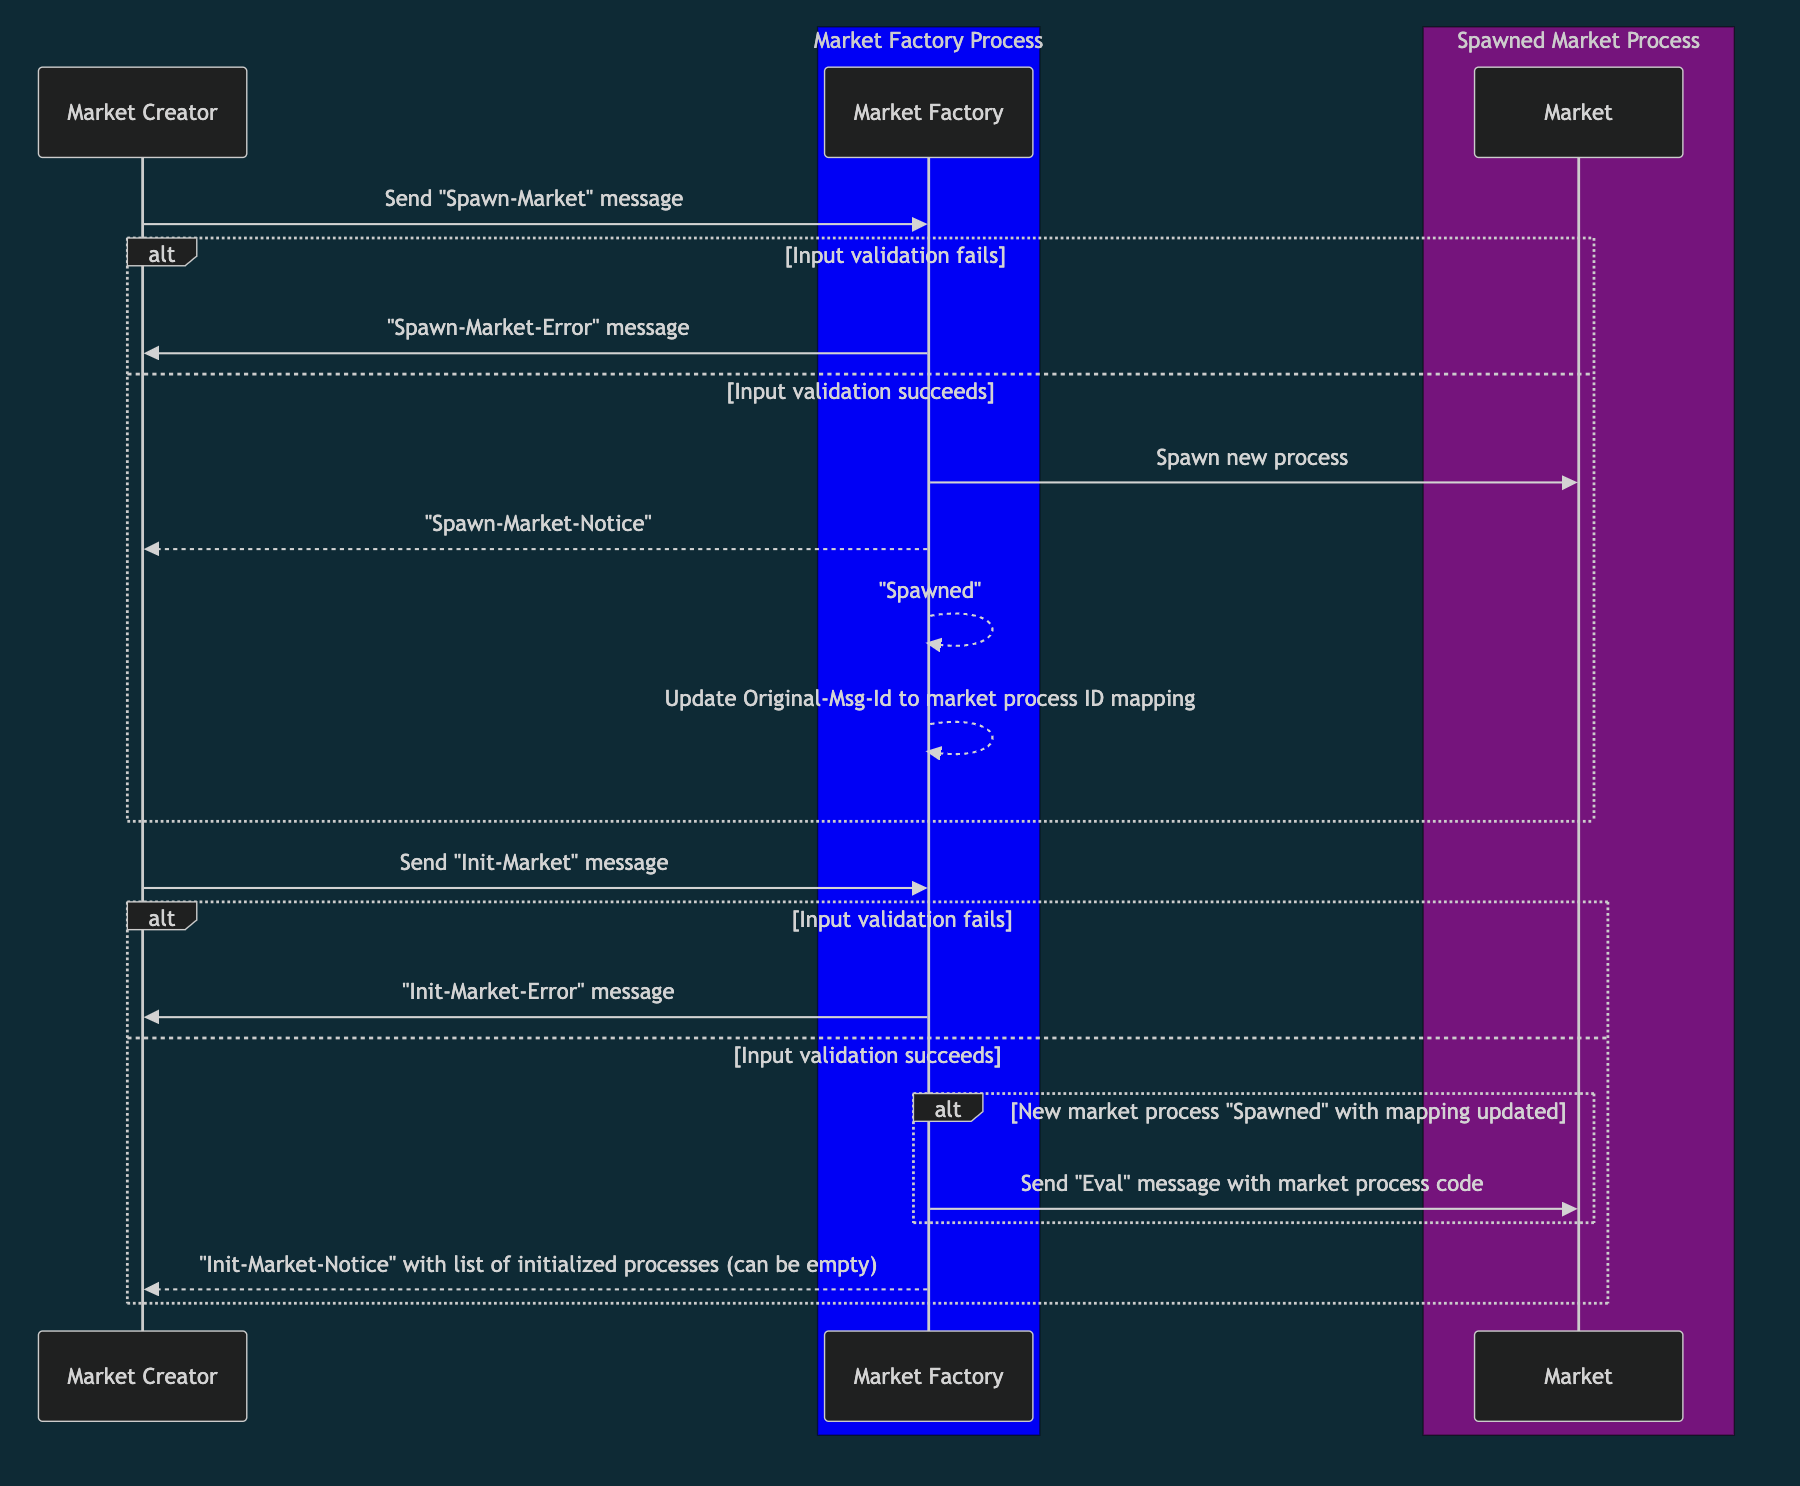 Market Factory Process
Spawned Market Process
Market Creator
Market Factory
Market
Send "Spawn-Market" message
alt
[Input validation fails]
"Spawn-Market-Error" message
[Input validation succeeds]
Spawn new process
"Spawn-Market-Notice"
"Spawned"
Update Original-Msg-Id to market process ID mapping
Send "Init-Market" message
alt
[Input validation fails]
"Init-Market-Error" message
[Input validation succeeds]
alt
[New market process "Spawned" with mapping updated]
Send "Eval" message with market process code
"Init-Market-Notice" with list of initialized processes (can be empty)
Market Creator
Market Factory
Market